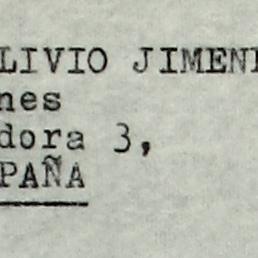 LIVIO JIMEN
nes
dora 3,
PAÑA